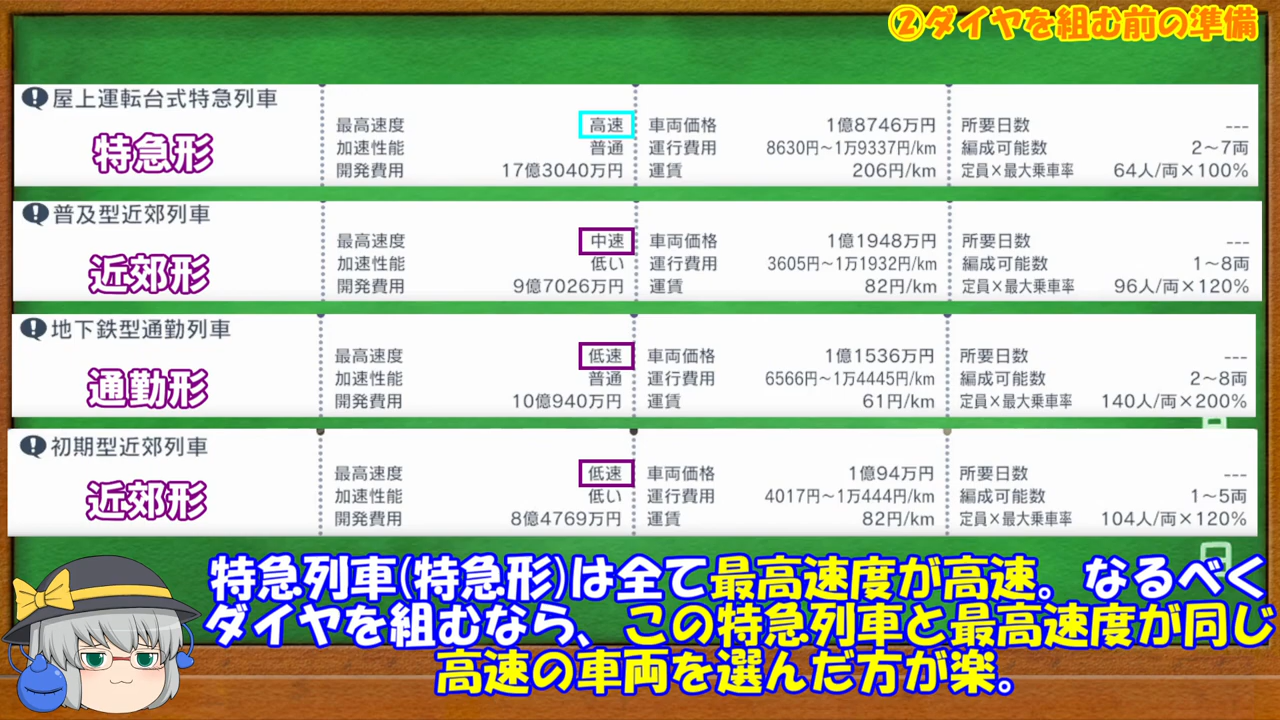 ②ダイヤを組む前の準備
屋上運転台式特急列車
特急形
最高速度 高速 車両価格 1億8746万円 所要日数 ---
加速性能 普通 運行費用 8630円～1万9337円/km 編成可能数 2～7両
開発費用 17億3040万円 運賃 206円/km 定員×最大乗車率 64人/両×100%
普及型近郊列車
近郊形
最高速度 中速 車両価格 1億1948万円 所要日数 ---
加速性能 低い 運行費用 3605円～1万1932円/km 編成可能数 1～8両
開発費用 9億7026万円 運賃 82円/km 定員×最大乗車率 96人/両×120%
地下鉄型通勤列車
通勤形
最高速度 低速 車両価格 1億1536万円 所要日数 ---
加速性能 普通 運行費用 6566円～1万4445円/km 編成可能数 2～8両
開発費用 10億940万円 運賃 61円/km 定員×最大乗車率 140人/両×200%
初期型近郊列車
近郊形
最高速度 低速 車両価格 1億94万円 所要日数 ---
加速性能 低い 運行費用 4017円～1万444円/km 編成可能数 1～5両
開発費用 8億4769万円 運賃 82円/km 定員×最大乗車率 104人/両×120%
特急列車(特急形)は全て最高速度が高速。なるべく
ダイヤを組むなら、この特急列車と最高速度が同じ
高速の車両を選んだ方が楽。